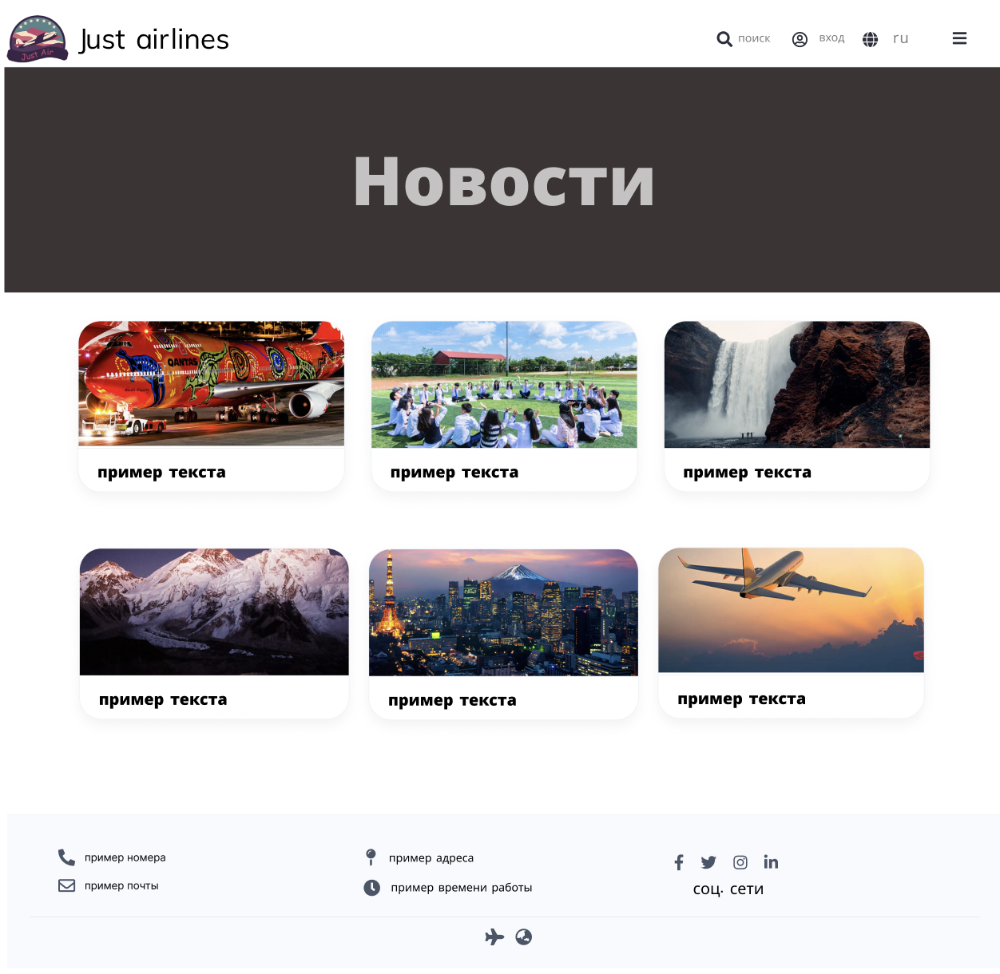 Just Air
Just airlines
поиск
вход
ru
Новости
QANTAS
пример текста
пример текста
пример текста
пример текста
пример текста
пример текста
пример номера
пример почты
пример адреса
пример времени работы
соц. сети